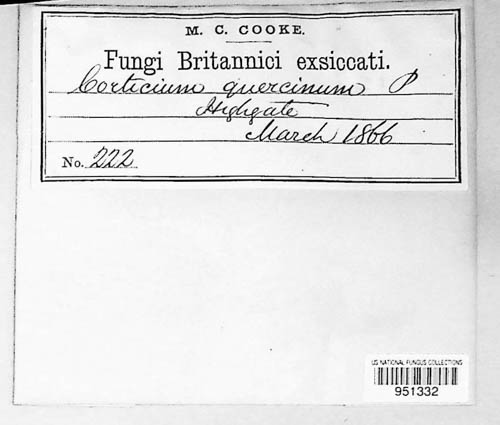 M. C. COOKE.
Fungi Britannici exsiccati.
Corticium quercinum P
Highgate
March 1866
No. 222
US NATIONAL FUNGUS COLLECTIONS
951332